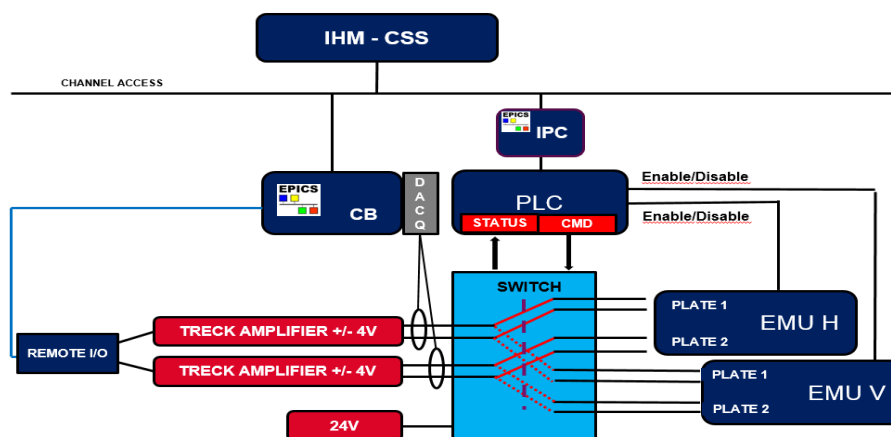 IHM - CSS
CHANNEL ACCESS
EPICS
IPC
EPICS
CB
DACQ
PLC
STATUS
CMD
Enable/Disable
Enable/Disable
SWITCH
REMOTE I/O
TRECK AMPLIFIER +/- 4V
TRECK AMPLIFIER +/- 4V
24V
PLATE 1
EMU H
PLATE 2
PLATE 1
EMU V
PLATE 2